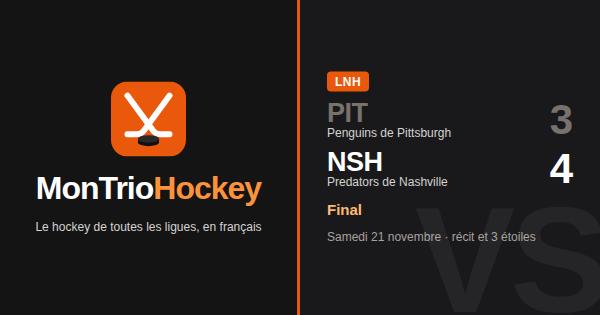 MonTrioHockey
Le hockey de toutes les ligues, en français
LNH
PIT 3
Penguins de Pittsburgh
NSH 4
Predators de Nashville
Final
Samedi 21 novembre · récit et 3 étoiles
VS